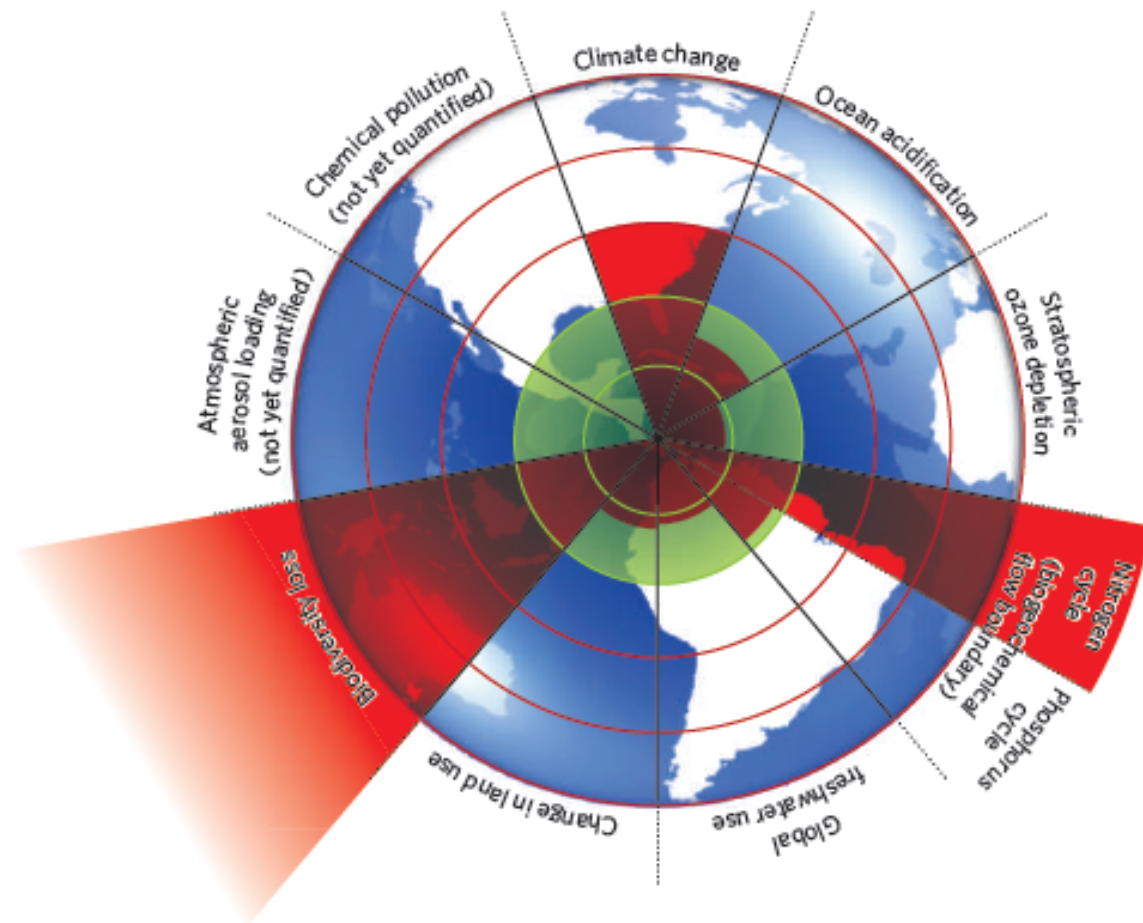 Climate change
Ocean acidification
Stratospheric
ozone depletion
Nitrogen
cycle
(biogeochemical
flow boundary)
Phosphorus
cycle
Global
freshwater use
Change in land use
Biodiversity loss
Atmospheric
aerosol loading
(not yet quantified)
Chemical pollution
(not yet quantified)